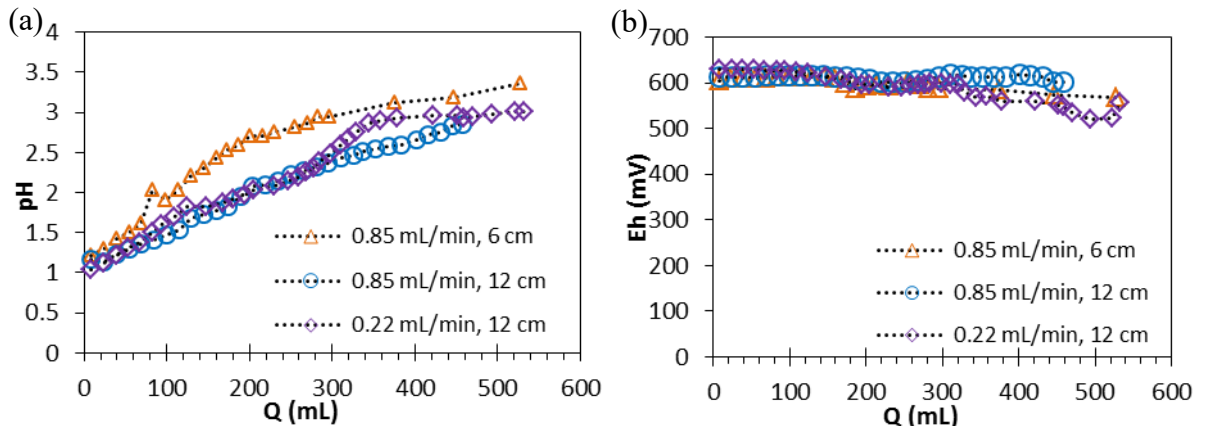 (a)
4
3.5
3
2.5
2
1.5
1
0.5
0
pH
0 100 200 300 400 500 600
Q (mL)
0.85 mL/min, 6 cm
0.85 mL/min, 12 cm
0.22 mL/min, 12 cm
(b)
700
600
500
400
300
200
100
0
Eh (mV)
0 100 200 300 400 500 600
Q (mL)
0.85 mL/min, 6 cm
0.85 mL/min, 12 cm
0.22 mL/min, 12 cm